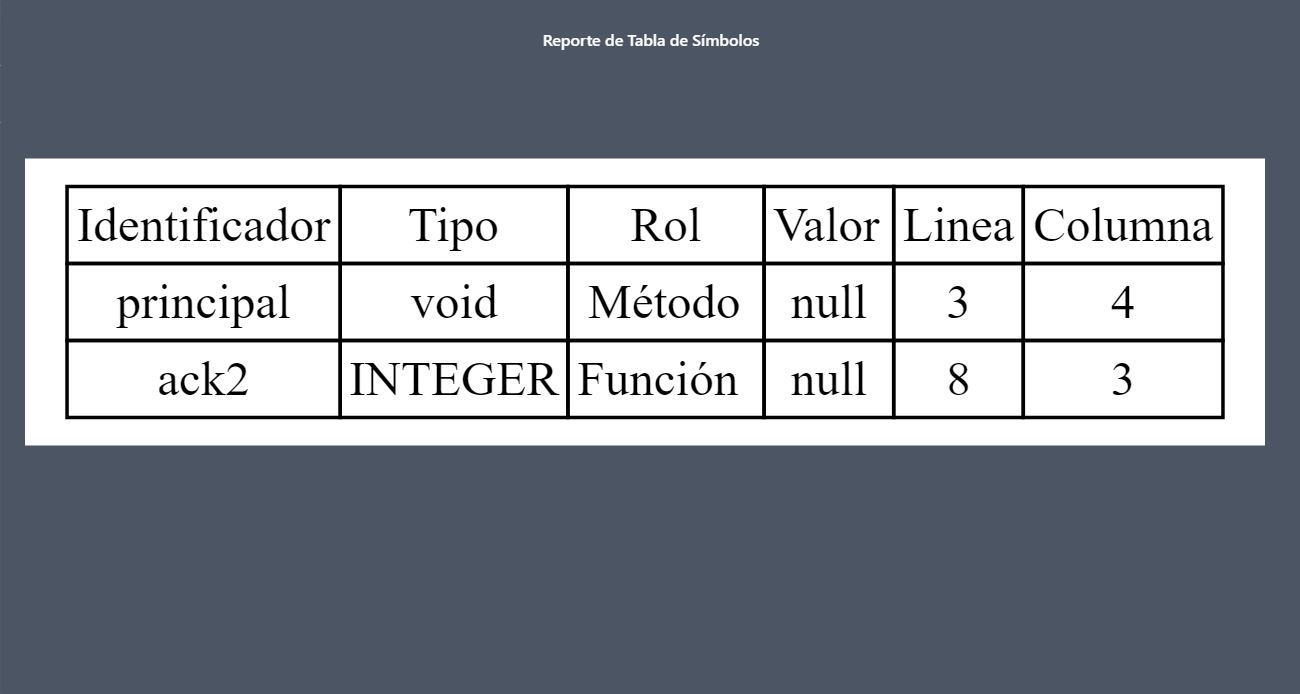 Reporte de Tabla de Símbolos
Identificador Tipo Rol Valor Linea Columna
principal void Método null 3 4
ack2 INTEGER Función null 8 3